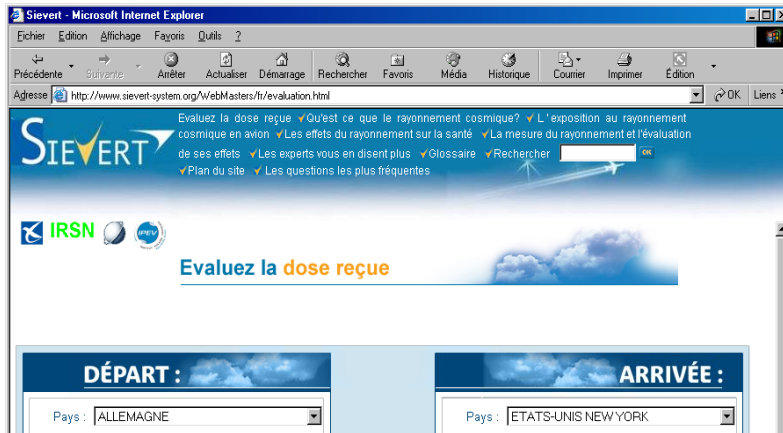 Sievert - Microsoft Internet Explorer
Fichier Edition Affichage Favoris Outils ?
Précédente Suivante Arrêter Actualiser Démarrage Rechercher Favoris Média Historique Courrier Imprimer Édition
Adresse http://www.sievert-system.org/WebMasters/fr/evaluation.html OK Liens
SIEVERT
Evaluez la dose reçue Qu'est ce que le rayonnement cosmique? L'exposition au rayonnement
cosmique en avion Les effets du rayonnement sur la santé La mesure du rayonnement et l'évaluation
de ses effets Les experts vous en disent plus Glossaire Rechercher OK
Plan du site Les questions les plus fréquentes
IRSN IPEV
Evaluez la dose reçue
DÉPART : ARRIVÉE :
Pays : ALLEMAGNE Pays : ETATS-UNIS NEW YORK